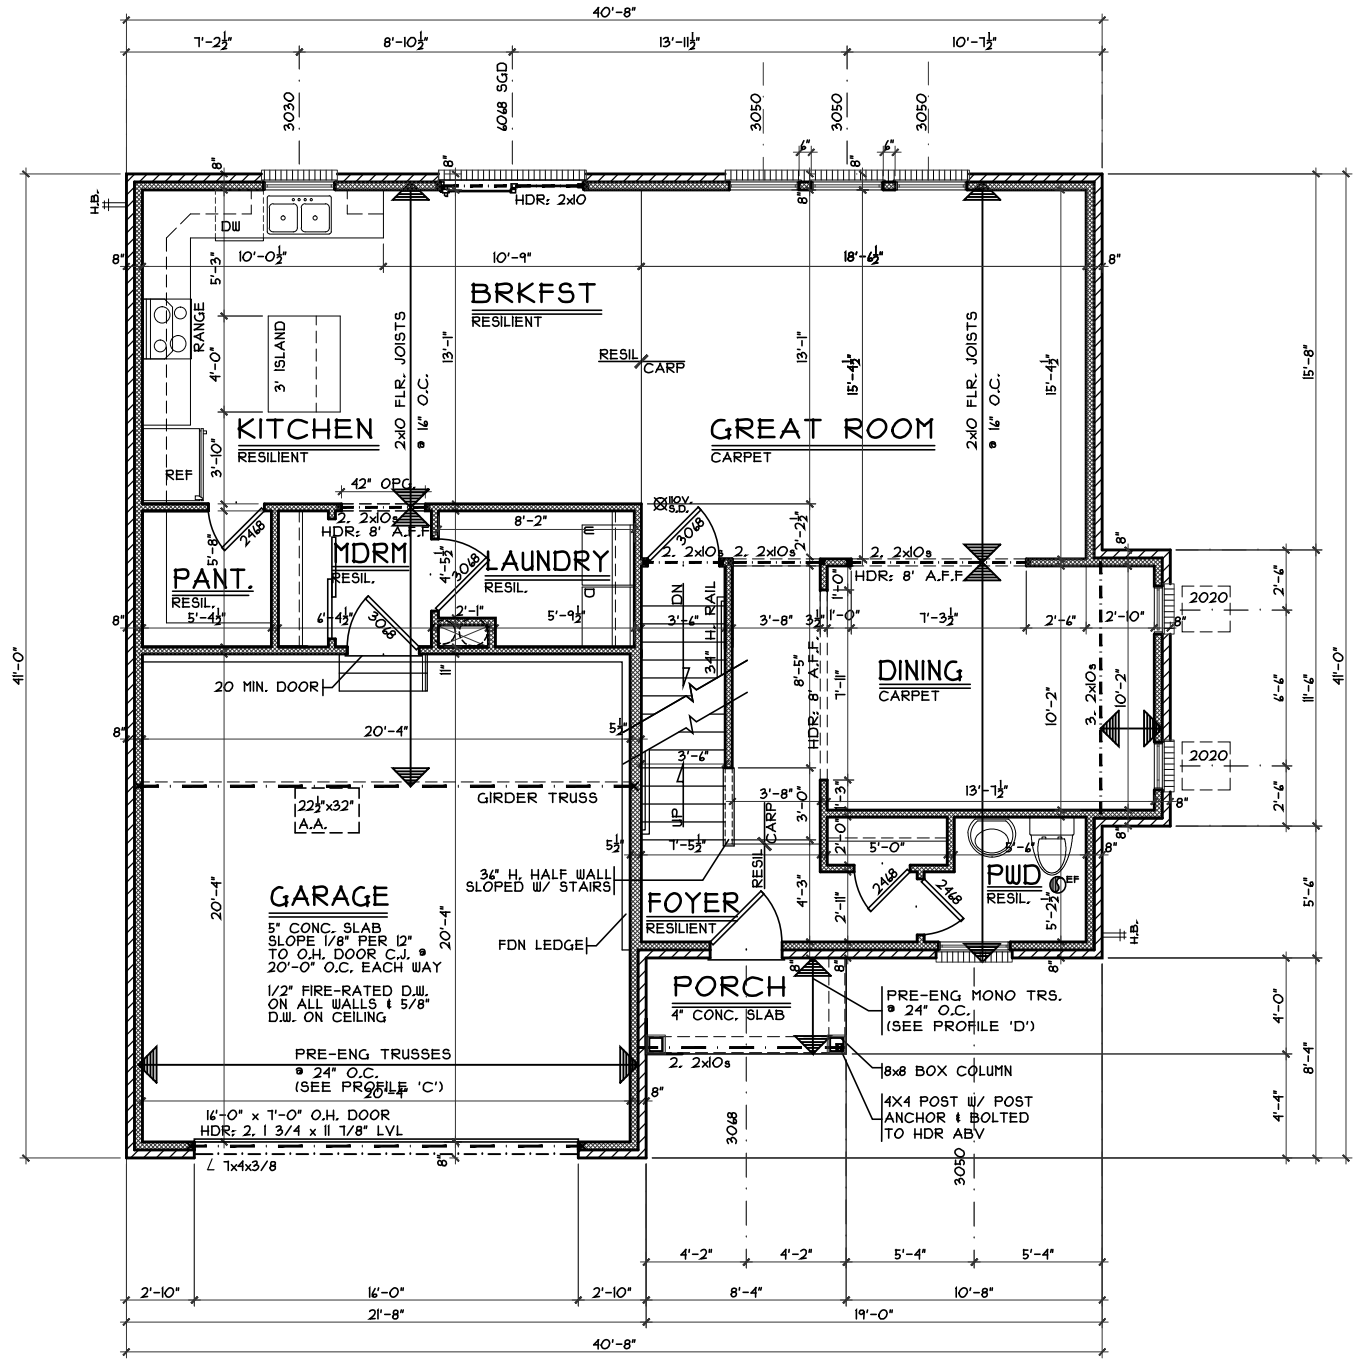 40'-8"
7'-2½"
8'-10½"
13'-11½"
10'-7½"
3030
6068 SGD
3050
3050
3050
6"
6"
8"
8"
8"
8"
H.B.
HDR: 2x10
DW
8"
10'-0½"
10'-9"
18'-6½"
8"
5'-3"
BRKFST
RESILIENT
RANGE
4'-0"
3' ISLAND
2x10 FLR. JOISTS
@ 16" O.C.
13'-1"
RESIL
CARP
13'-1"
15'-4½"
2x10 FLR. JOISTS
@ 16" O.C.
15'-4½"
15'-8"
KITCHEN
RESILIENT
GREAT ROOM
CARPET
3'-10"
REF
42" OPG.
2, 2x10s
HDR: 8' A.F.F.
8'-2"
110V.
S.D.
3068
2'-2½"
2468
5'-8"
MDRM
RESIL.
4'-5½"
3068
LAUNDRY
RESIL.
W
D
2, 2x10s
2, 2x10s
2, 2x10s
HDR: 8' A.F.F.
8"
2'-6"
PANT.
RESIL.
DN
34" H. RAIL
1'-0"
2020
41'-0"
8"
5'-4½"
6'-4½"
3068
2'-1"
5'-9½"
3'-6"
3'-8"
3½"
1'-0"
7'-3½"
2'-6"
2'-10"
8"
41'-0"
20 MIN. DOOR
11"
8'-5"
HDR: 8' A.F.F.
7'-11"
DINING
CARPET
10'-2"
3, 2x10s
10'-2"
6'-6"
11'-6"
8"
20'-4"
5½"
3'-6"
2020
GIRDER TRUSS
22½"x32"
A.A.
UP
3'-8"
3'-0"
1'-3"
13'-7½"
8"
2'-6"
CARP
RESIL
5½"
7'-5½"
2'-0"
5'-0"
5'-6"
8"
8"
36" H. HALF WALL
SLOPED W/ STAIRS
2468
2468
PWD
RESIL.
EF
5'-6"
GARAGE
5" CONC. SLAB
SLOPE 1/8" PER 12"
TO O.H. DOOR C.J. @
20'-0" O.C. EACH WAY
1/2" FIRE-RATED D.W.
ON ALL WALLS & 5/8"
D.W. ON CEILING
20'-4"
20'-4"
FOYER
RESILIENT
4'-3"
2'-11"
5'-2½"
H.B.
FDN LEDGE
8"
8"
8"
PORCH
4" CONC. SLAB
PRE-ENG MONO TRS.
@ 24" O.C.
(SEE PROFILE 'D')
4'-0"
PRE-ENG TRUSSES
@ 24" O.C.
(SEE PROFILE 'C')
2, 2x10s
8x8 BOX COLUMN
8'-4"
20'-4"
8"
4X4 POST W/ POST
ANCHOR & BOLTED
TO HDR ABV
4'-4"
16'-0" x 7'-0" O.H. DOOR
HDR: 2, 1 3/4 x 11 7/8" LVL
3068
3050
7x4x3/8
8"
4'-2"
4'-2"
5'-4"
5'-4"
2'-10"
16'-0"
2'-10"
8'-4"
10'-8"
21'-8"
19'-0"
40'-8"